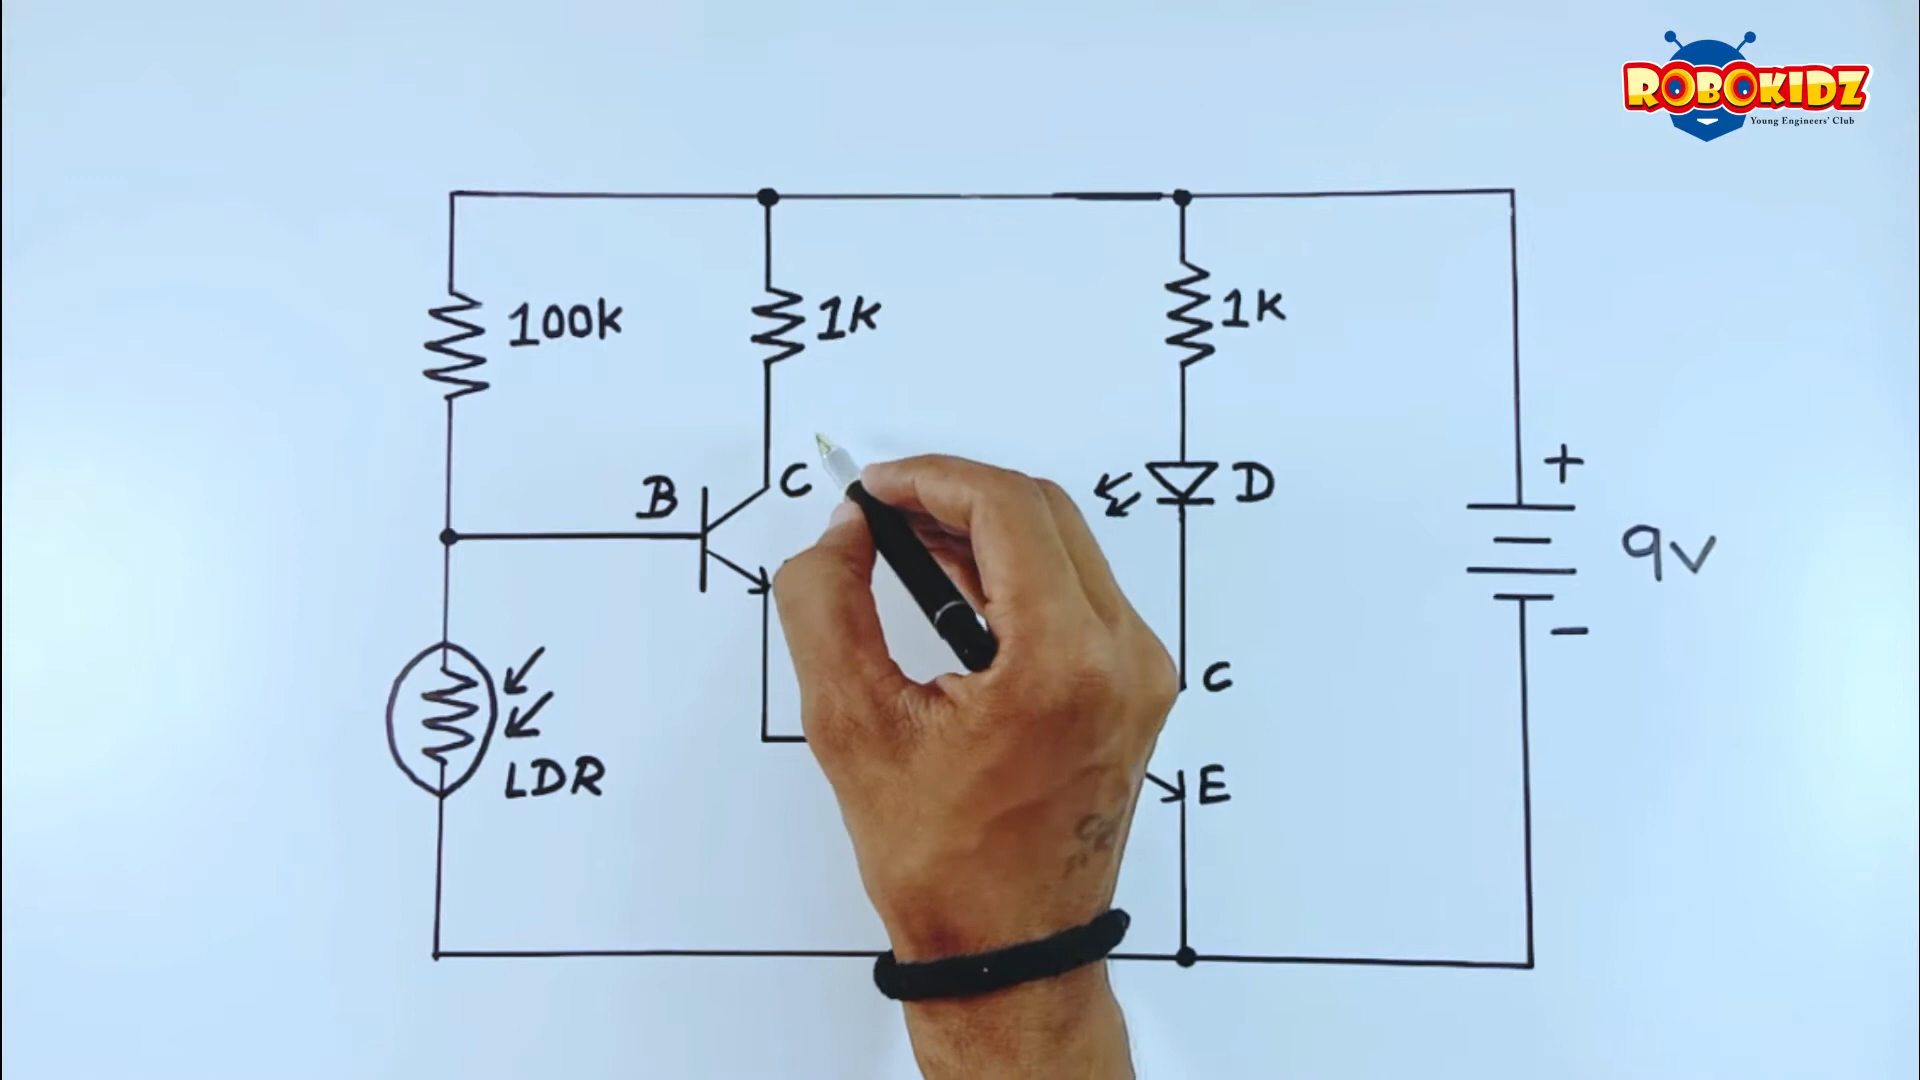 ROBOKIDZ
Young Engineers' Club
100k
1k
1k
B
C
D
+
9v
-
C
E
LDR